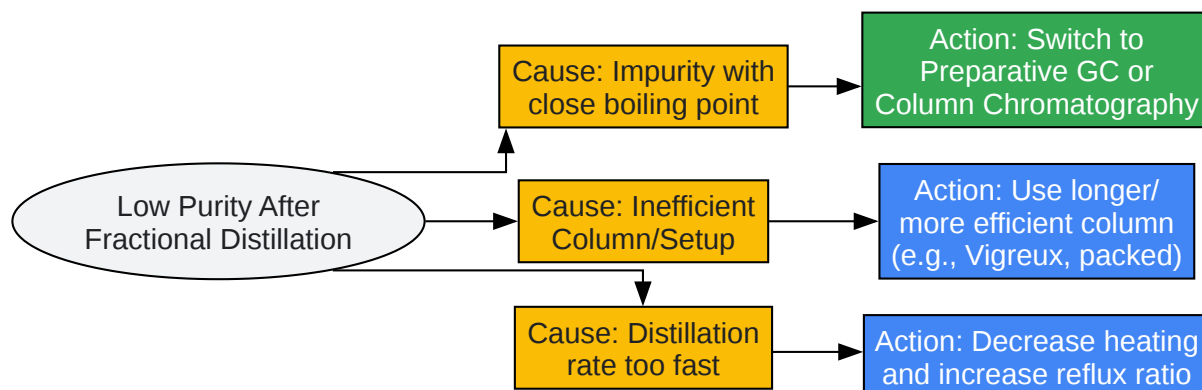 Low Purity After
Fractional Distillation
Cause: Impurity with
close boiling point
Action: Switch to
Preparative GC or
Column Chromatography
Cause: Inefficient
Column/Setup
Action: Use longer/
more efficient column
(e.g., Vigreux, packed)
Cause: Distillation
rate too fast
Action: Decrease heating
and increase reflux ratio